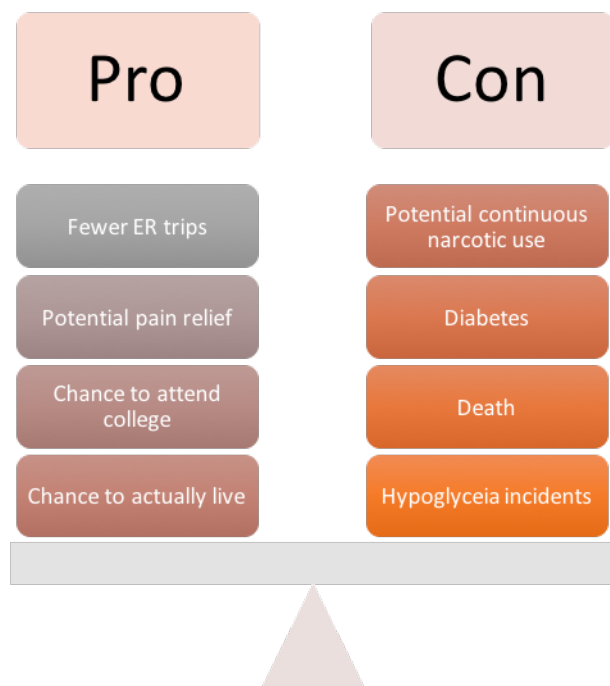 Pro
Con
Fewer ER trips
Potential pain relief
Chance to attend
college
Chance to actually live
Potential continuous
narcotic use
Diabetes
Death
Hypoglyceia incidents